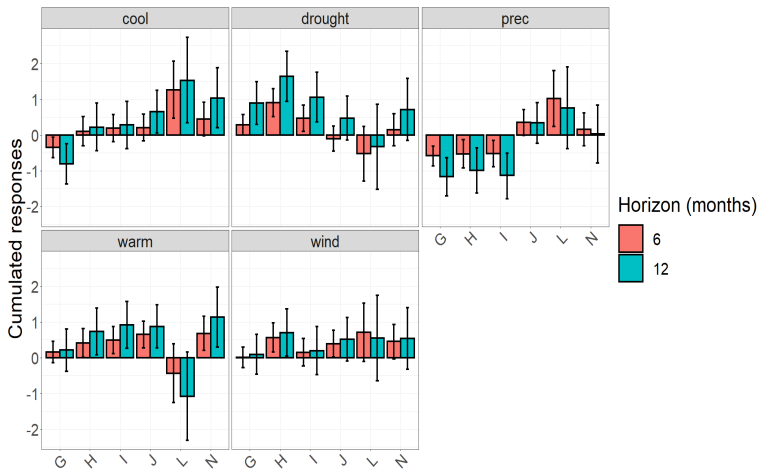 cool drought prec
Cumulated responses
2
1
0
-1
-2
G H I J L N
Horizon (months)
6
12
warm wind
2
1
0
-1
-2
G H I J L N G H I J L N